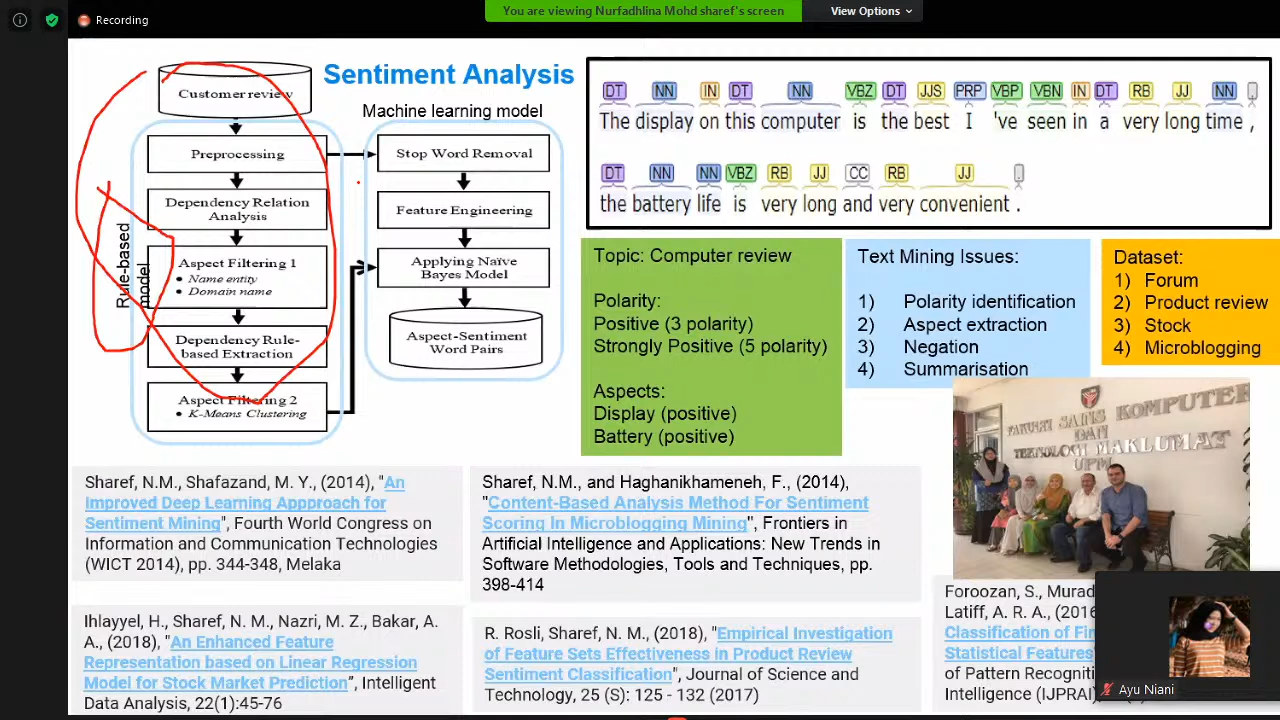 You are viewing Nurfadhlina Mohd sharef's screen
View Options
Recording
Sentiment Analysis
Customer review
Preprocessing
Dependency Relation
Analysis
Aspect Filtering 1
• Name entity
• Domain name
Dependency Rule-
based Extraction
Aspect Filtering 2
• K-Means Clustering
Rule-based
model
Machine learning model
Stop Word Removal
Feature Engineering
Applying Naïve
Bayes Model
Aspect-Sentiment
Word Pairs
DT NN IN DT NN VBZ DT JJS PRP VBP VBN IN DT RB JJ NN .
The display on this computer is the best I 've seen in a very long time ,
DT NN NN VBZ RB JJ CC RB JJ .
the battery life is very long and very convenient .
Topic: Computer review
Polarity:
Positive (3 polarity)
Strongly Positive (5 polarity)
Aspects:
Display (positive)
Battery (positive)
Text Mining Issues:
1) Polarity identification
2) Aspect extraction
3) Negation
4) Summarisation
Dataset:
1) Forum
2) Product review
3) Stock
4) Microblogging
FAKULTI SAINS KOMPUTER
DAN
TEKNOLOGI MAKLUMAT
UPM
Sharef, N.M., Shafazand, M. Y., (2014), "An
Improved Deep Learning Appproach for
Sentiment Mining", Fourth World Congress on
Information and Communication Technologies
(WICT 2014), pp. 344-348, Melaka
Sharef, N.M., and Haghanikhameneh, F., (2014),
"Content-Based Analysis Method For Sentiment
Scoring In Microblogging Mining", Frontiers in
Artificial Intelligence and Applications: New Trends in
Software Methodologies, Tools and Techniques, pp.
398-414
Ihlayyel, H., Sharef, N. M., Nazri, M. Z., Bakar, A.
A., (2018), "An Enhanced Feature
Representation based on Linear Regression
Model for Stock Market Prediction", Intelligent
Data Analysis, 22(1):45-76
R. Rosli, Sharef, N. M., (2018), "Empirical Investigation
of Feature Sets Effectiveness in Product Review
Sentiment Classification", Journal of Science and
Technology, 25 (S): 125 - 132 (2017)
Foroozan, S., Murad
Latiff, A. R. A., (2016
Classification of Fin
Statistical Features
of Pattern Recogniti
Intelligence (IJPRAI)
Ayu Niani